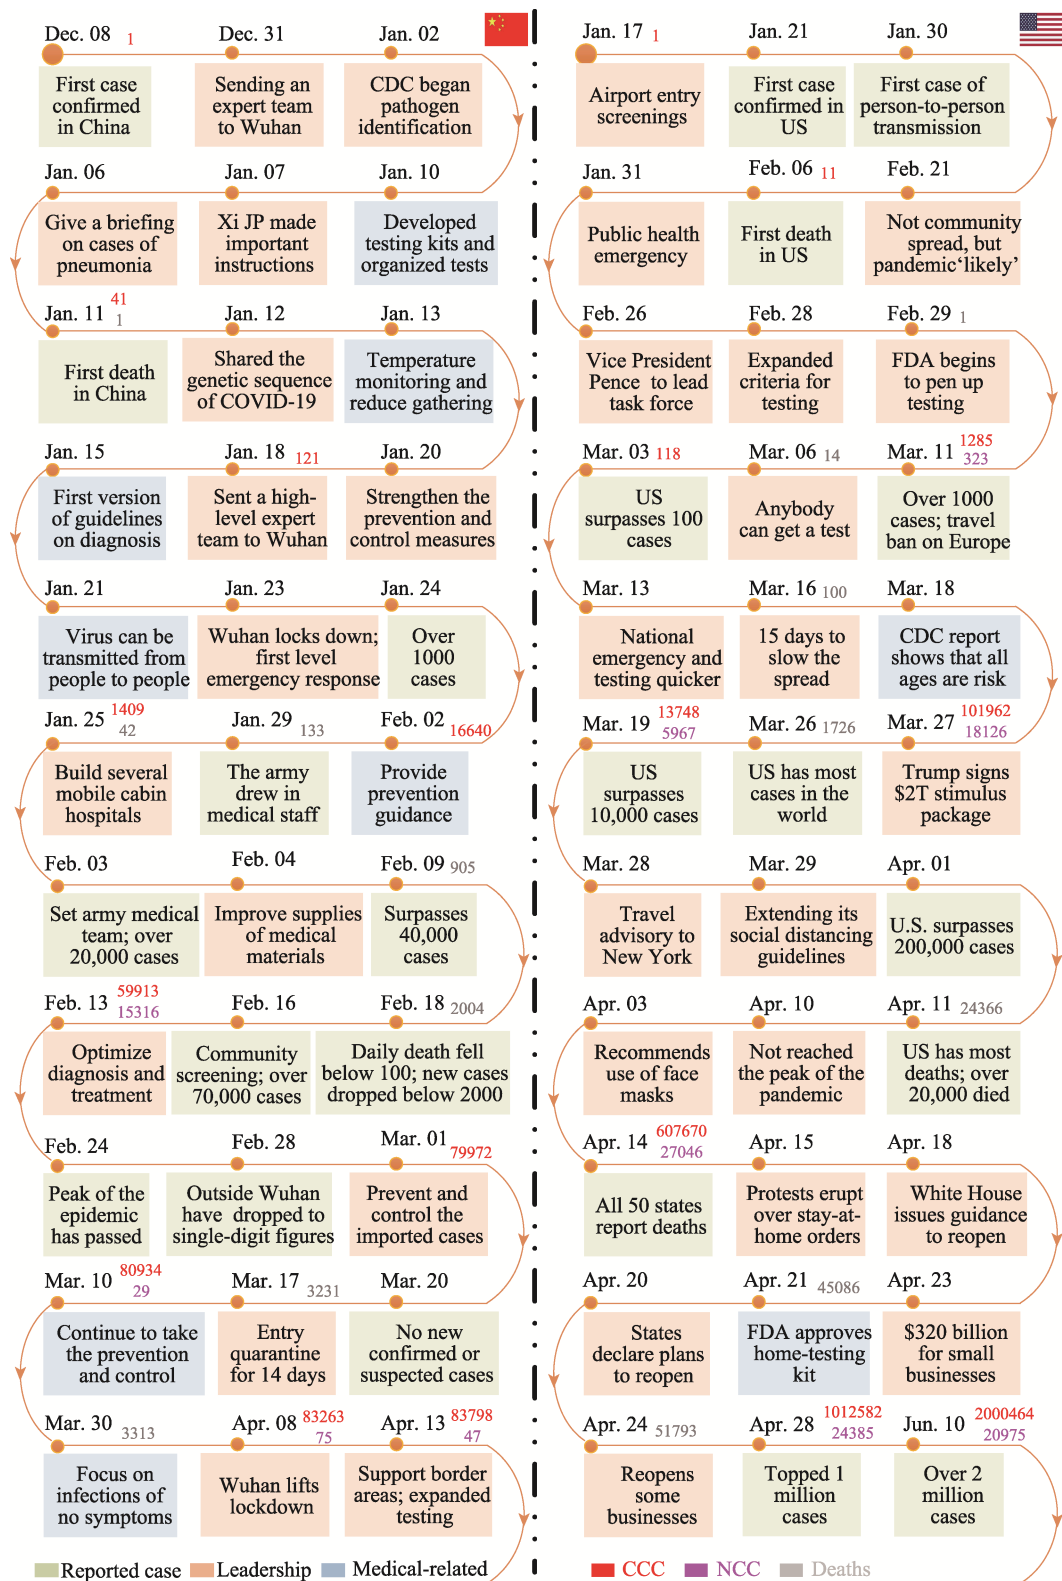 Dec. 08 1
First case
confirmed
in China
Dec. 31
Sending an
expert team
to Wuhan
Jan. 02
CDC began
pathogen
identification
Jan. 06
Give a briefing
on cases of
pneumonia
Jan. 07
Xi JP made
important
instructions
Jan. 10
Developed
testing kits and
organized tests
Jan. 11 41
1
First death
in China
Jan. 12
Shared the
genetic sequence
of COVID-19
Jan. 13
Temperature
monitoring and
reduce gathering
Jan. 15
First version
of guidelines
on diagnosis
Jan. 18 121
Sent a high-
level expert
team to Wuhan
Jan. 20
Strengthen the
prevention and
control measures
Jan. 21
Virus can be
transmitted from
people to people
Jan. 23
Wuhan locks down;
first level
emergency response
Jan. 24
Over
1000
cases
Jan. 25 1409
42
Build several
mobile cabin
hospitals
Jan. 29 133
The army
drew in
medical staff
Feb. 02 16640
Provide
prevention
guidance
Feb. 03
Set army medical
team; over
20,000 cases
Feb. 04
Improve supplies
of medical
materials
Feb. 09 905
Surpasses
40,000
cases
Feb. 13 59913
15316
Optimize
diagnosis and
treatment
Feb. 16
Community
screening; over
70,000 cases
Feb. 18 2004
Daily death fell
below 100; new cases
dropped below 2000
Feb. 24
Peak of the
epidemic
has passed
Feb. 28
Outside Wuhan
have dropped to
single-digit figures
Mar. 01 79972
Prevent and
control the
imported cases
Mar. 10 80934
29
Continue to take
the prevention
and control
Mar. 17 3231
Entry
quarantine
for 14 days
Mar. 20
No new
confirmed or
suspected cases
Mar. 30 3313
Focus on
infections of
no symptoms
Apr. 08 83263
75
Wuhan lifts
lockdown
Apr. 13 83798
47
Support border
areas; expanded
testing
Reported case
Leadership
Medical-related
Jan. 17 1
Airport entry
screenings
Jan. 21
First case
confirmed in
US
Jan. 30
First case of
person-to-person
transmission
Jan. 31
Public health
emergency
Feb. 06 11
First death
in US
Feb. 21
Not community
spread, but
pandemic‘likely’
Feb. 26
Vice President
Pence to lead
task force
Feb. 28
Expanded
criteria for
testing
Feb. 29 1
FDA begins
to pen up
testing
Mar. 03 118
US
surpasses 100
cases
Mar. 06 14
Anybody
can get a test
Mar. 11 1285
323
Over 1000
cases; travel
ban on Europe
Mar. 13
National
emergency and
testing quicker
Mar. 16 100
15 days to
slow the
spread
Mar. 18
CDC report
shows that all
ages are risk
Mar. 19 13748
5967
US
surpasses
10,000 cases
Mar. 26 1726
US has most
cases in the
world
Mar. 27 101962
18126
Trump signs
$2T stimulus
package
Mar. 28
Travel
advisory to
New York
Mar. 29
Extending its
social distancing
guidelines
Apr. 01
U.S. surpasses
200,000 cases
Apr. 03
Recommends
use of face
masks
Apr. 10
Not reached
the peak of the
pandemic
Apr. 11 24366
US has most
deaths; over
20,000 died
Apr. 14 607670
27046
All 50 states
report deaths
Apr. 15
Protests erupt
over stay-at-
home orders
Apr. 18
White House
issues guidance
to reopen
Apr. 20
States
declare plans
to reopen
Apr. 21 45086
FDA approves
home-testing
kit
Apr. 23
$320 billion
for small
businesses
Apr. 24 51793
Reopens
some
businesses
Apr. 28 1012582
24385
Topped 1
million
cases
Jun. 10 2000464
20975
Over 2
million
cases
CCC
NCC
Deaths